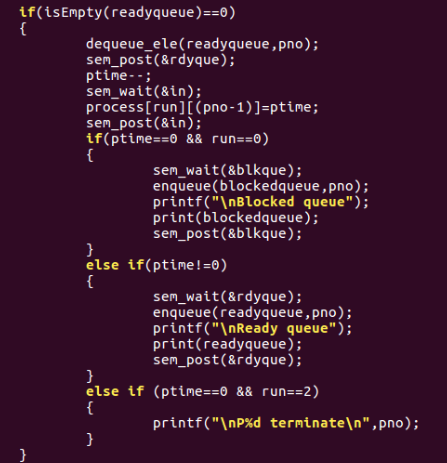 if(isEmpty(readyqueue)==0)
{
dequeue_ele(readyqueue,pno);
sem_post(&rdyque);
ptime--;
sem_wait(&in);
process[run][(pno-1)]=ptime;
sem_post(&in);
if(ptime==0 && run==0)
{
sem_wait(&blkque);
enqueue(blockedqueue,pno);
printf("\nBlocked queue");
print(blockedqueue);
sem_post(&blkque);
}
else if(ptime!=0)
{
sem_wait(&rdyque);
enqueue(readyqueue,pno);
printf("\nReady queue");
print(readyqueue);
sem_post(&rdyque);
}
else if (ptime==0 && run==2)
{
printf("\nP%d terminate\n",pno);
}
}